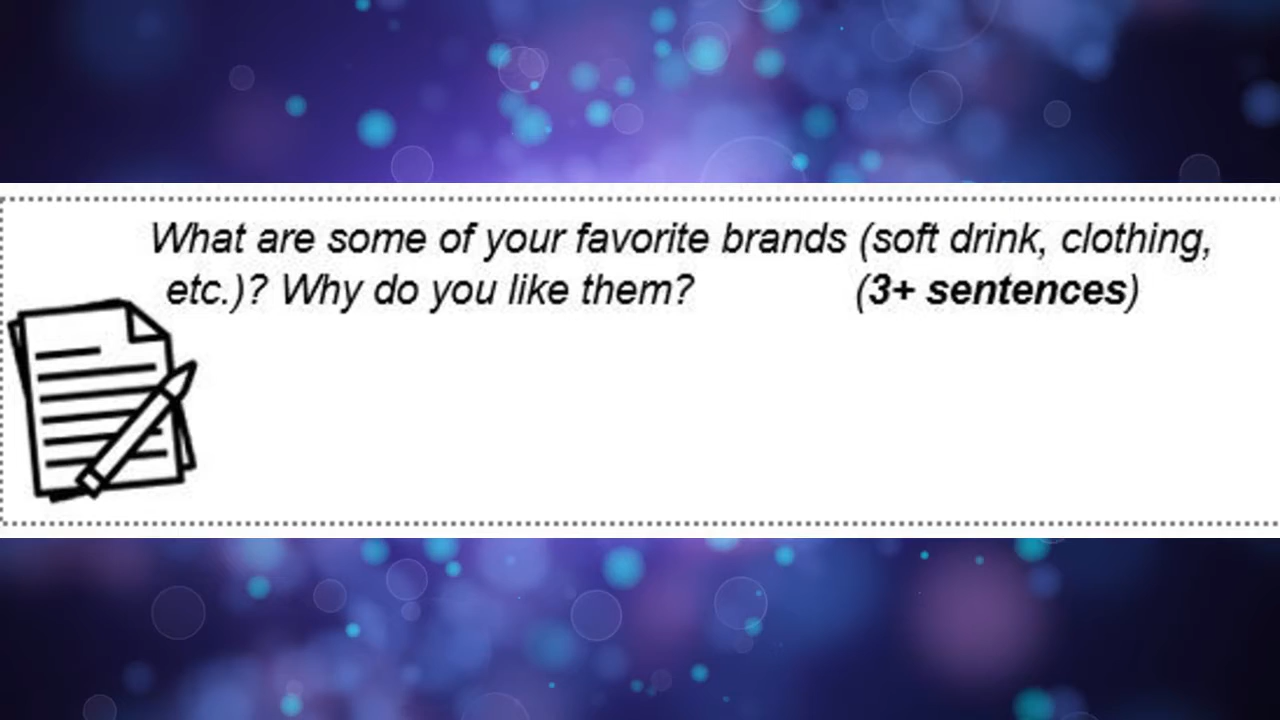 What are some of your favorite brands (soft drink, clothing,
etc.)? Why do you like them? (3+ sentences)